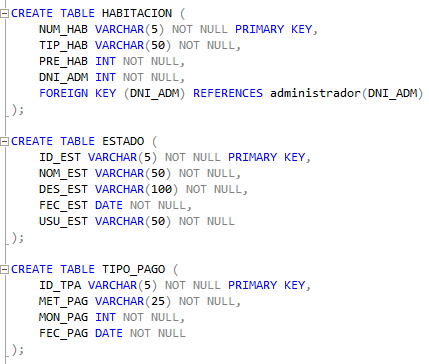 CREATE TABLE HABITACION (
    NUM_HAB VARCHAR(5) NOT NULL PRIMARY KEY,
    TIP_HAB VARCHAR(50) NOT NULL,
    PRE_HAB INT NOT NULL,
    DNI_ADM INT NOT NULL,
    FOREIGN KEY (DNI_ADM) REFERENCES administrador(DNI_ADM)
);

CREATE TABLE ESTADO (
    ID_EST VARCHAR(5) NOT NULL PRIMARY KEY,
    NOM_EST VARCHAR(50) NOT NULL,
    DES_EST VARCHAR(100) NOT NULL,
    FEC_EST DATE NOT NULL,
    USU_EST VARCHAR(50) NOT NULL
);

CREATE TABLE TIPO_PAGO (
    ID_TPA VARCHAR(5) NOT NULL PRIMARY KEY,
    MET_PAG VARCHAR(25) NOT NULL,
    MON_PAG INT NOT NULL,
    FEC_PAG DATE NOT NULL
);